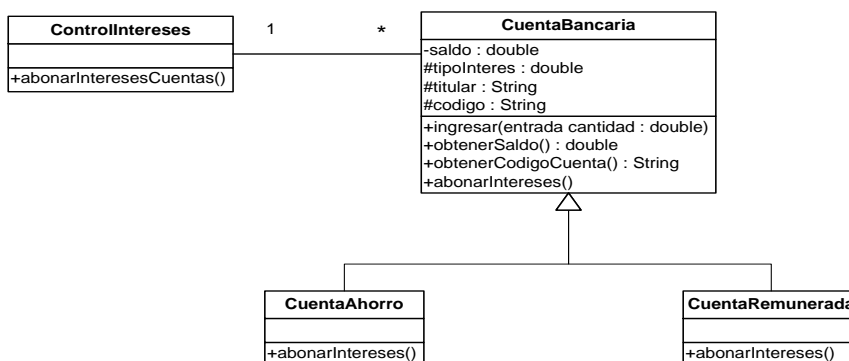 ControlIntereses
+abonarInteresesCuentas()
1
*
CuentaBancaria
-saldo : double
#tipoInteres : double
#titular : String
#codigo : String
+ingresar(entrada cantidad : double)
+obtenerSaldo() : double
+obtenerCodigoCuenta() : String
+abonarIntereses()
CuentaAhorro
+abonarIntereses()
CuentaRemunerada
+abonarIntereses()